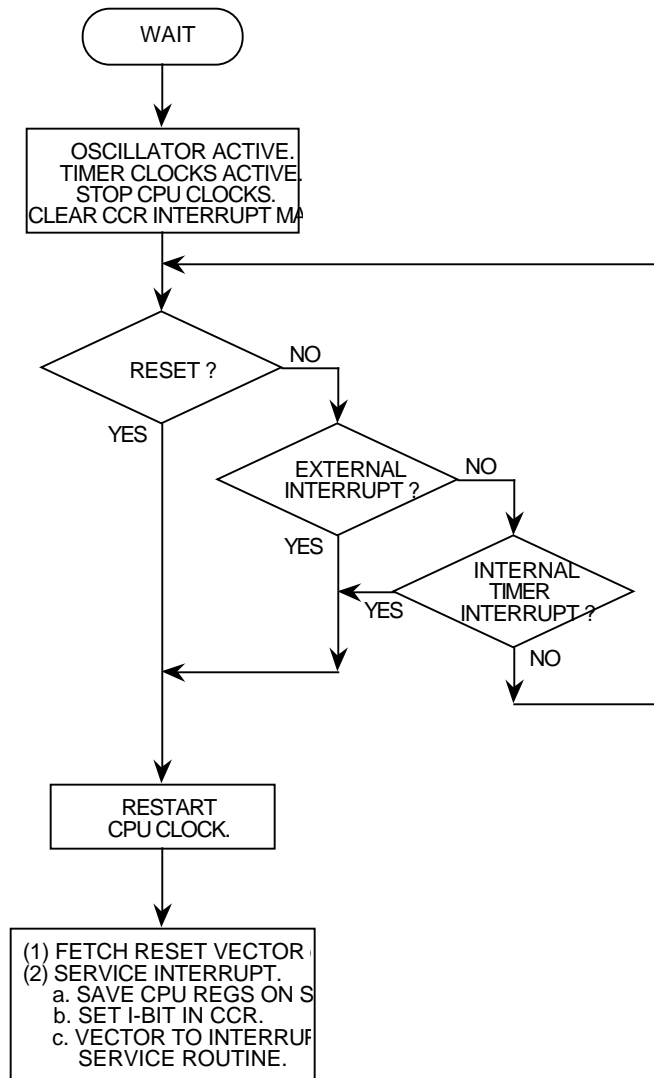 WAIT
OSCILLATOR ACTIVE.
TIMER CLOCKS ACTIVE.
STOP CPU CLOCKS.
CLEAR CCR INTERRUPT
RESET ?
NO
YES
EXTERNAL
INTERRUPT ?
NO
YES
INTERNAL
TIMER
INTERRUPT ?
YES
NO
RESTART
CPU CLOCK.
(1) FETCH RESET VECTOR
(2) SERVICE INTERRUPT.
a. SAVE CPU REGS ON
b. SET I-BIT IN CCR.
c. VECTOR TO
SERVICE ROUTINE.